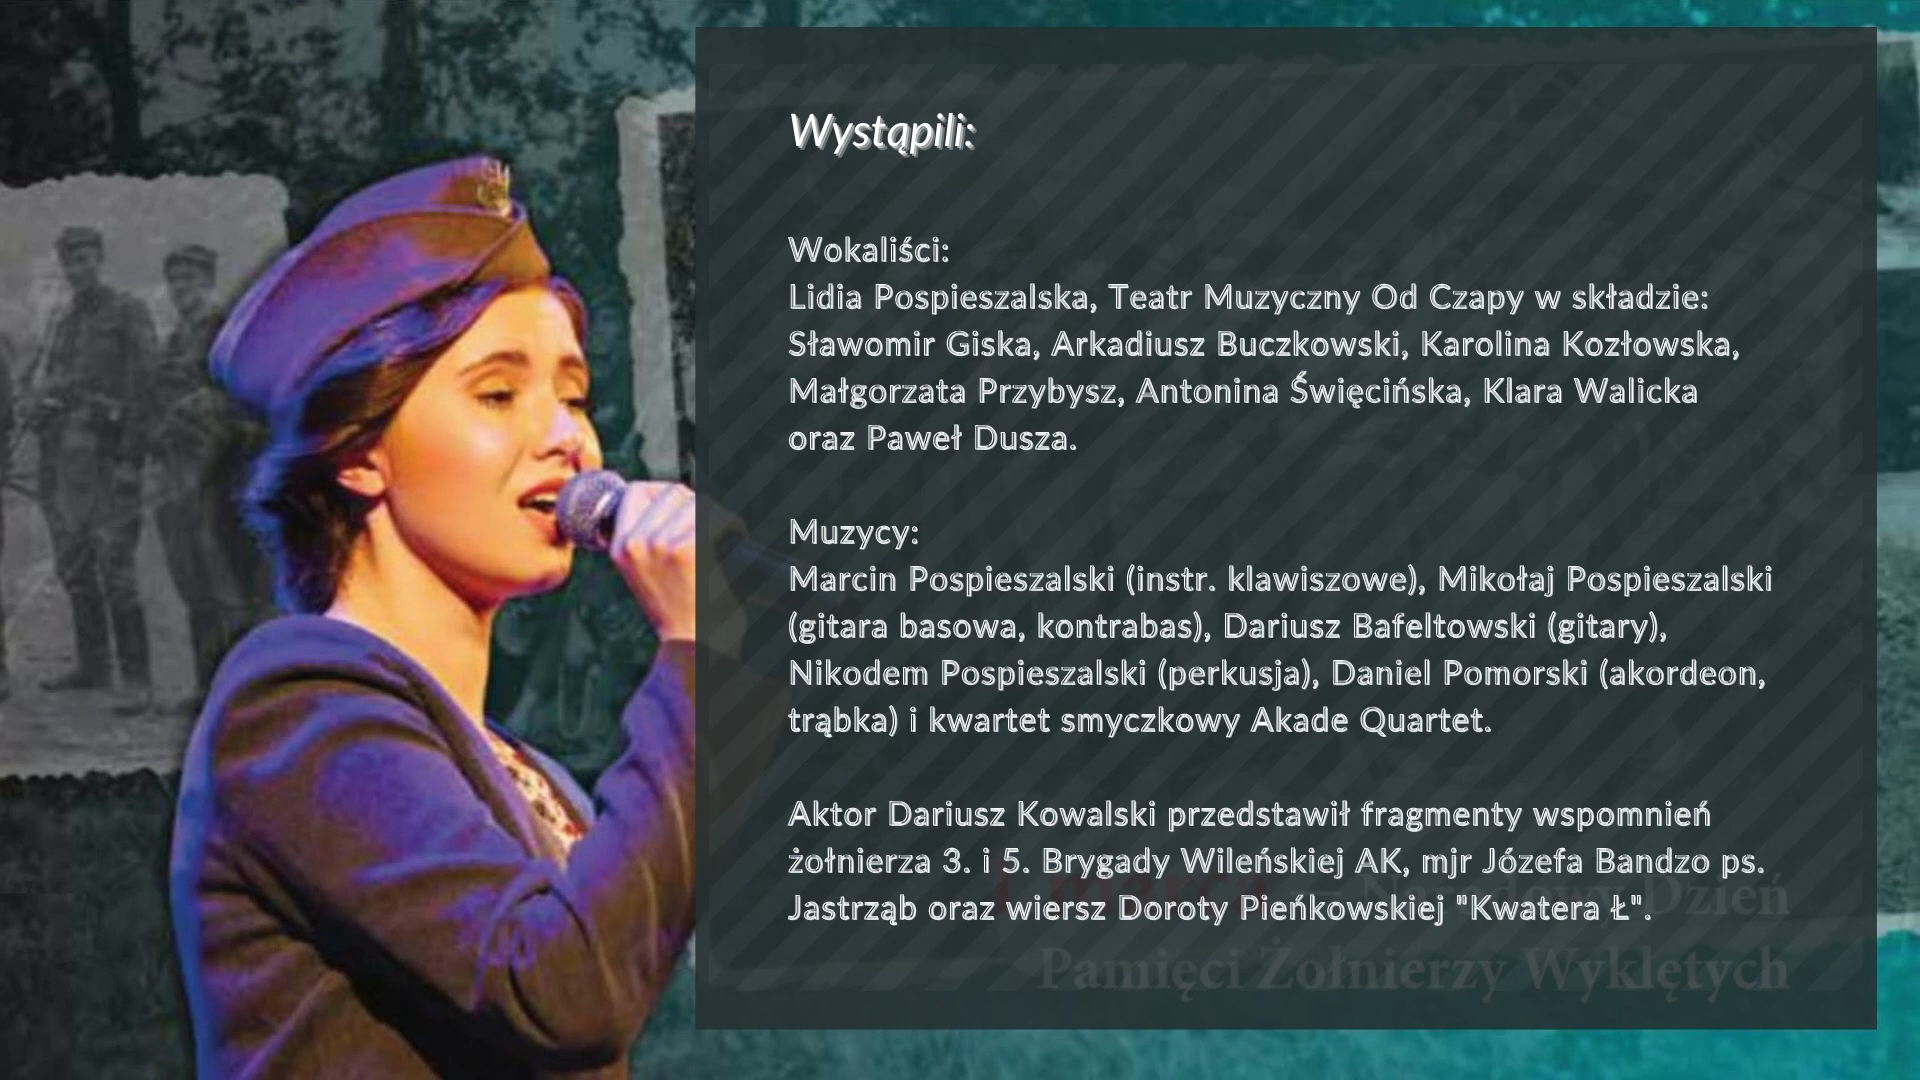 Wystąpili:
Wokaliści:
Lidia Pospieszalska, Teatr Muzyczny Od Czapy w składzie:
Sławomir Giska, Arkadiusz Buczkowski, Karolina Kozłowska,
Małgorzata Przybysz, Antonina Święcińska, Klara Walicka
oraz Paweł Dusza.
Muzycy:
Marcin Pospieszalski (instr. klawiszowe), Mikołaj Pospieszalski
(gitara basowa, kontrabas), Dariusz Bafeltowski (gitary),
Nikodem Pospieszalski (perkusja), Daniel Pomorski (akordeon,
trąbka) i kwartet smyczkowy Akade Quartet.
Aktor Dariusz Kowalski przedstawił fragmenty wspomnień
żołnierza 3. i 5. Brygady Wileńskiej AK, mjr Józefa Bandzo ps.
Jastrząb oraz wiersz Doroty Pieńkowskiej "Kwatera Ł".
Narodowy Dzień
Pamięci Żołnierzy Wyklętych